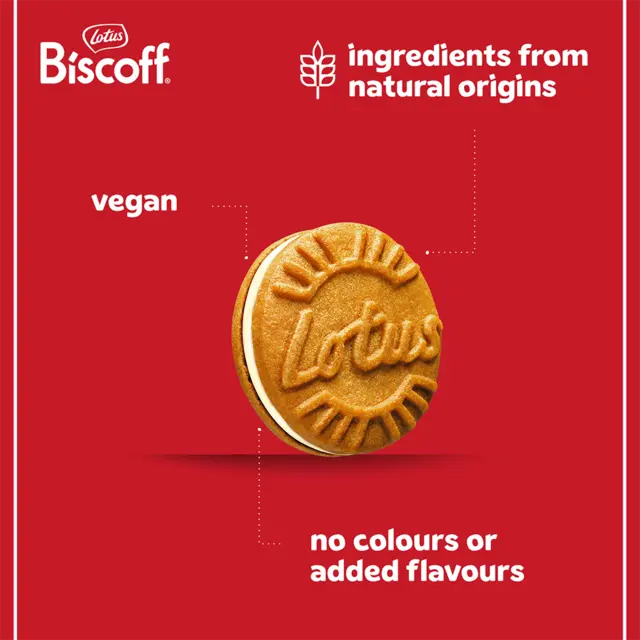 Lotus
Biscoff®
ingredients from
natural origins
vegan
Lotus
no colours or
added flavours